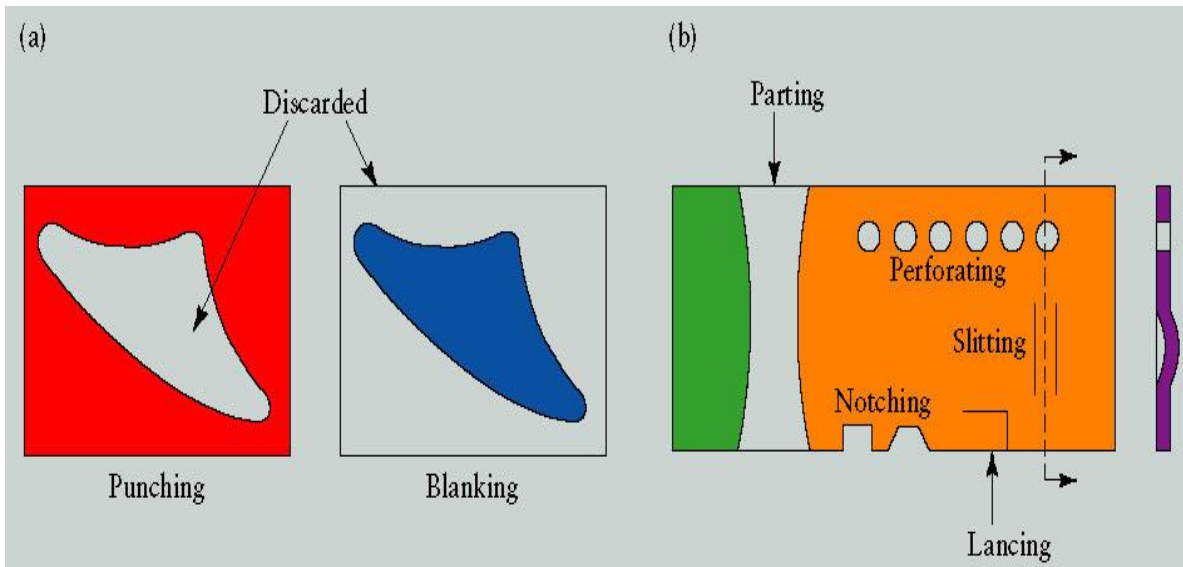 (a)
Discarded
Punching
Blanking
(b)
Parting
Perforating
Slitting
Notching
Lancing